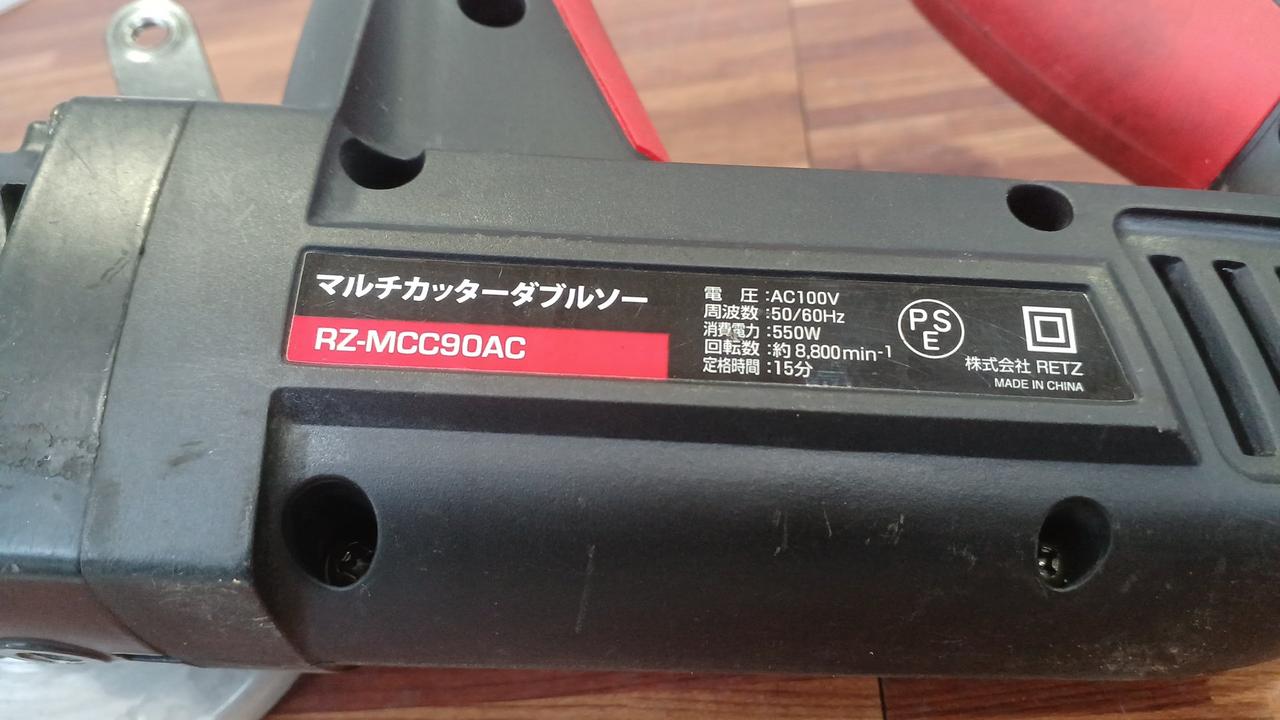 マルチカッターダブルソー
RZ-MCC90AC
電 圧:AC100V
周波数:50/60Hz
消費電力:550W
回転数:約8,800min⁻¹
定格時間:15分
PSE
株式会社 RETZ
MADE IN CHINA